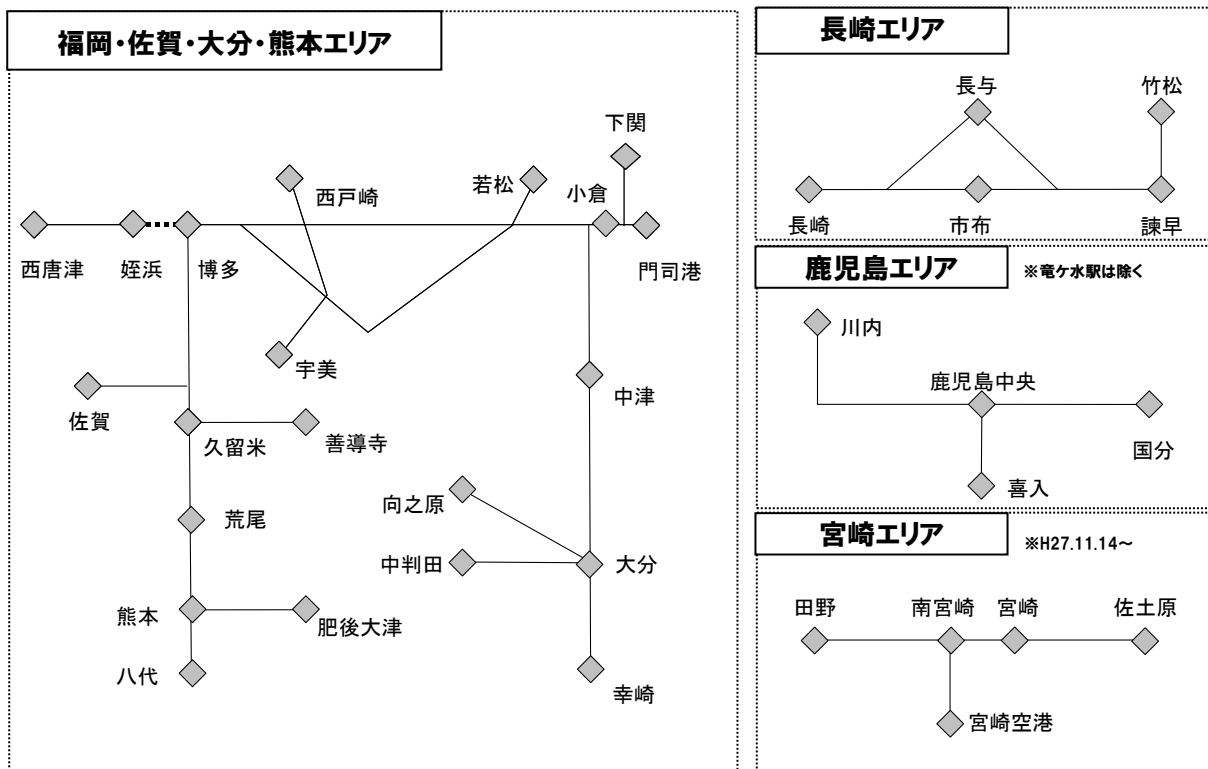 福岡・佐賀・大分・熊本エリア
下関
西戸崎
若松
小倉
西唐津
姪浜
博多
門司港
宇美
中津
佐賀
久留米
善導寺
向之原
荒尾
中判田
大分
熊本
肥後大津
八代
幸崎
長崎エリア
長与
竹松
長崎
市布
諫早
鹿児島エリア
※竜ケ水駅は除く
川内
鹿児島中央
国分
喜入
宮崎エリア
※H27.11.14～
田野
南宮崎
宮崎
佐土原
宮崎空港